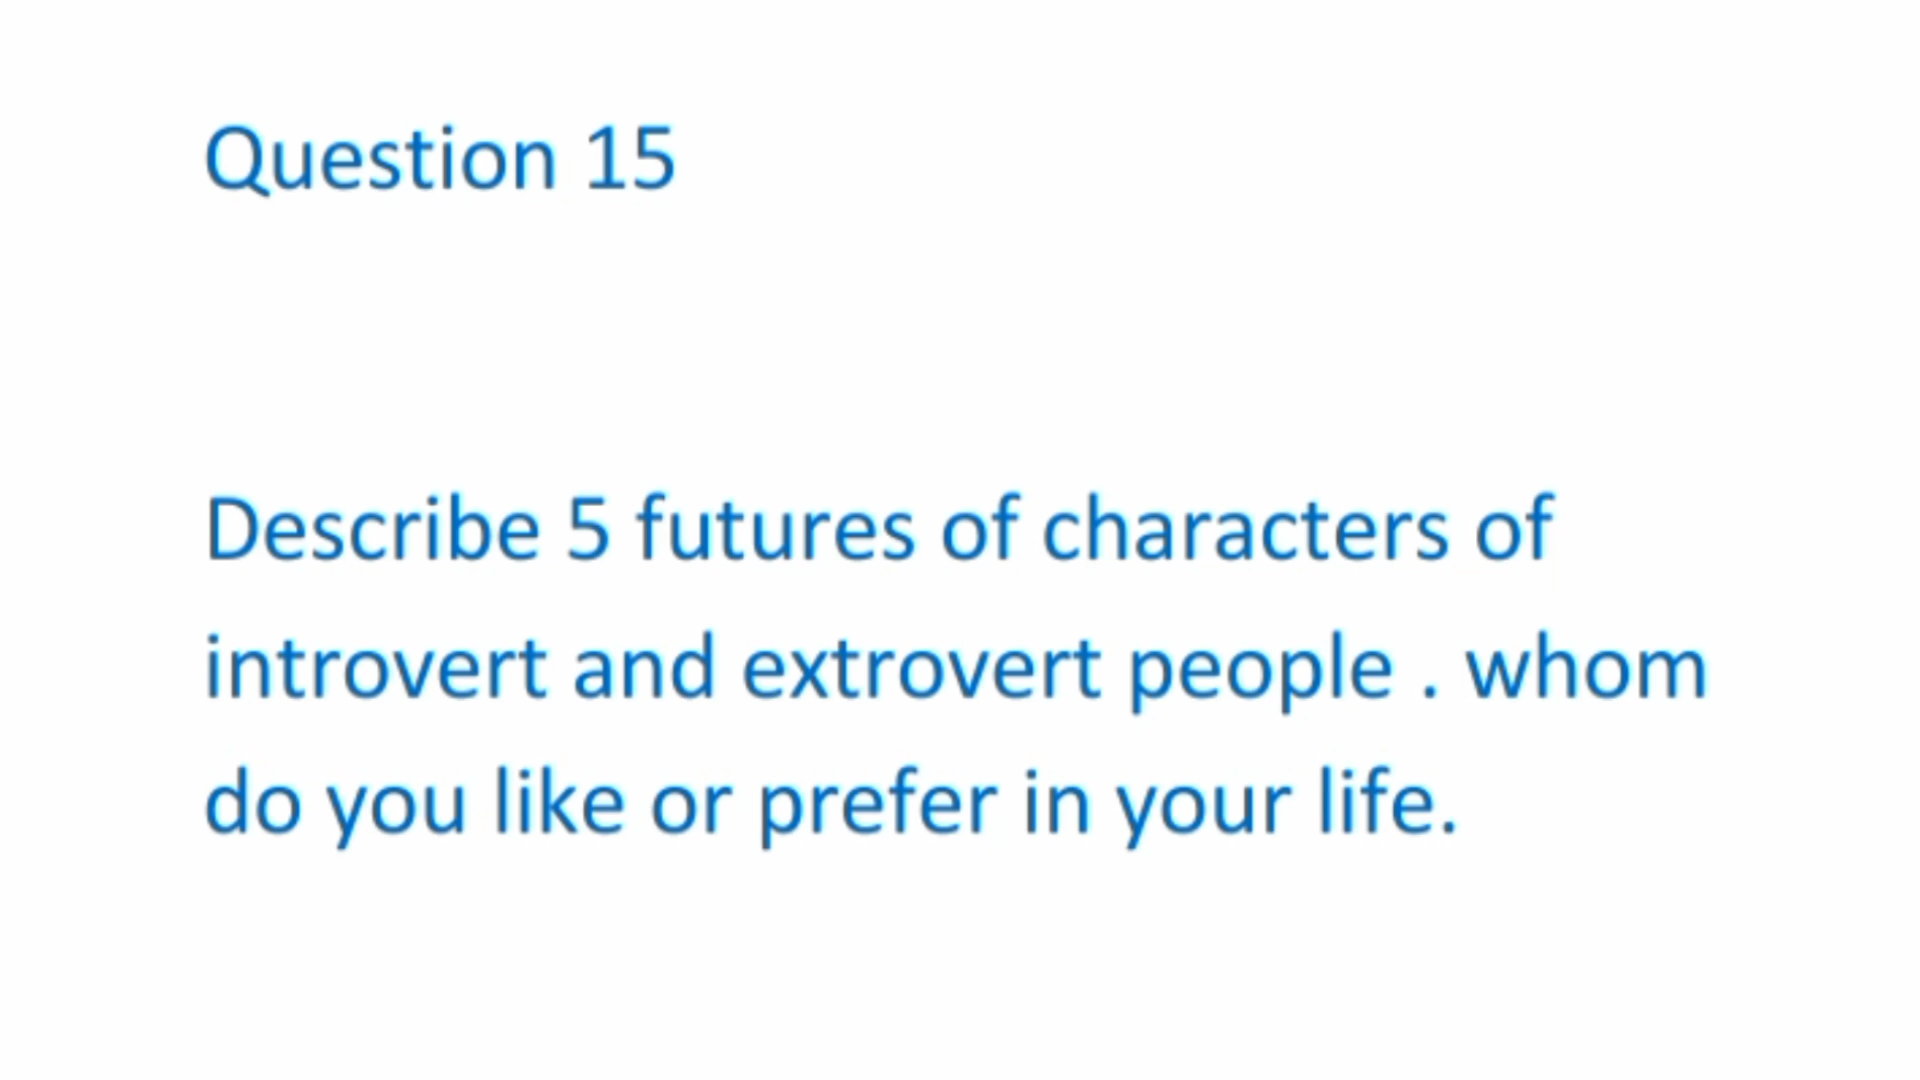 Question 15
Describe 5 futures of characters of
introvert and extrovert people . whom
do you like or prefer in your life.